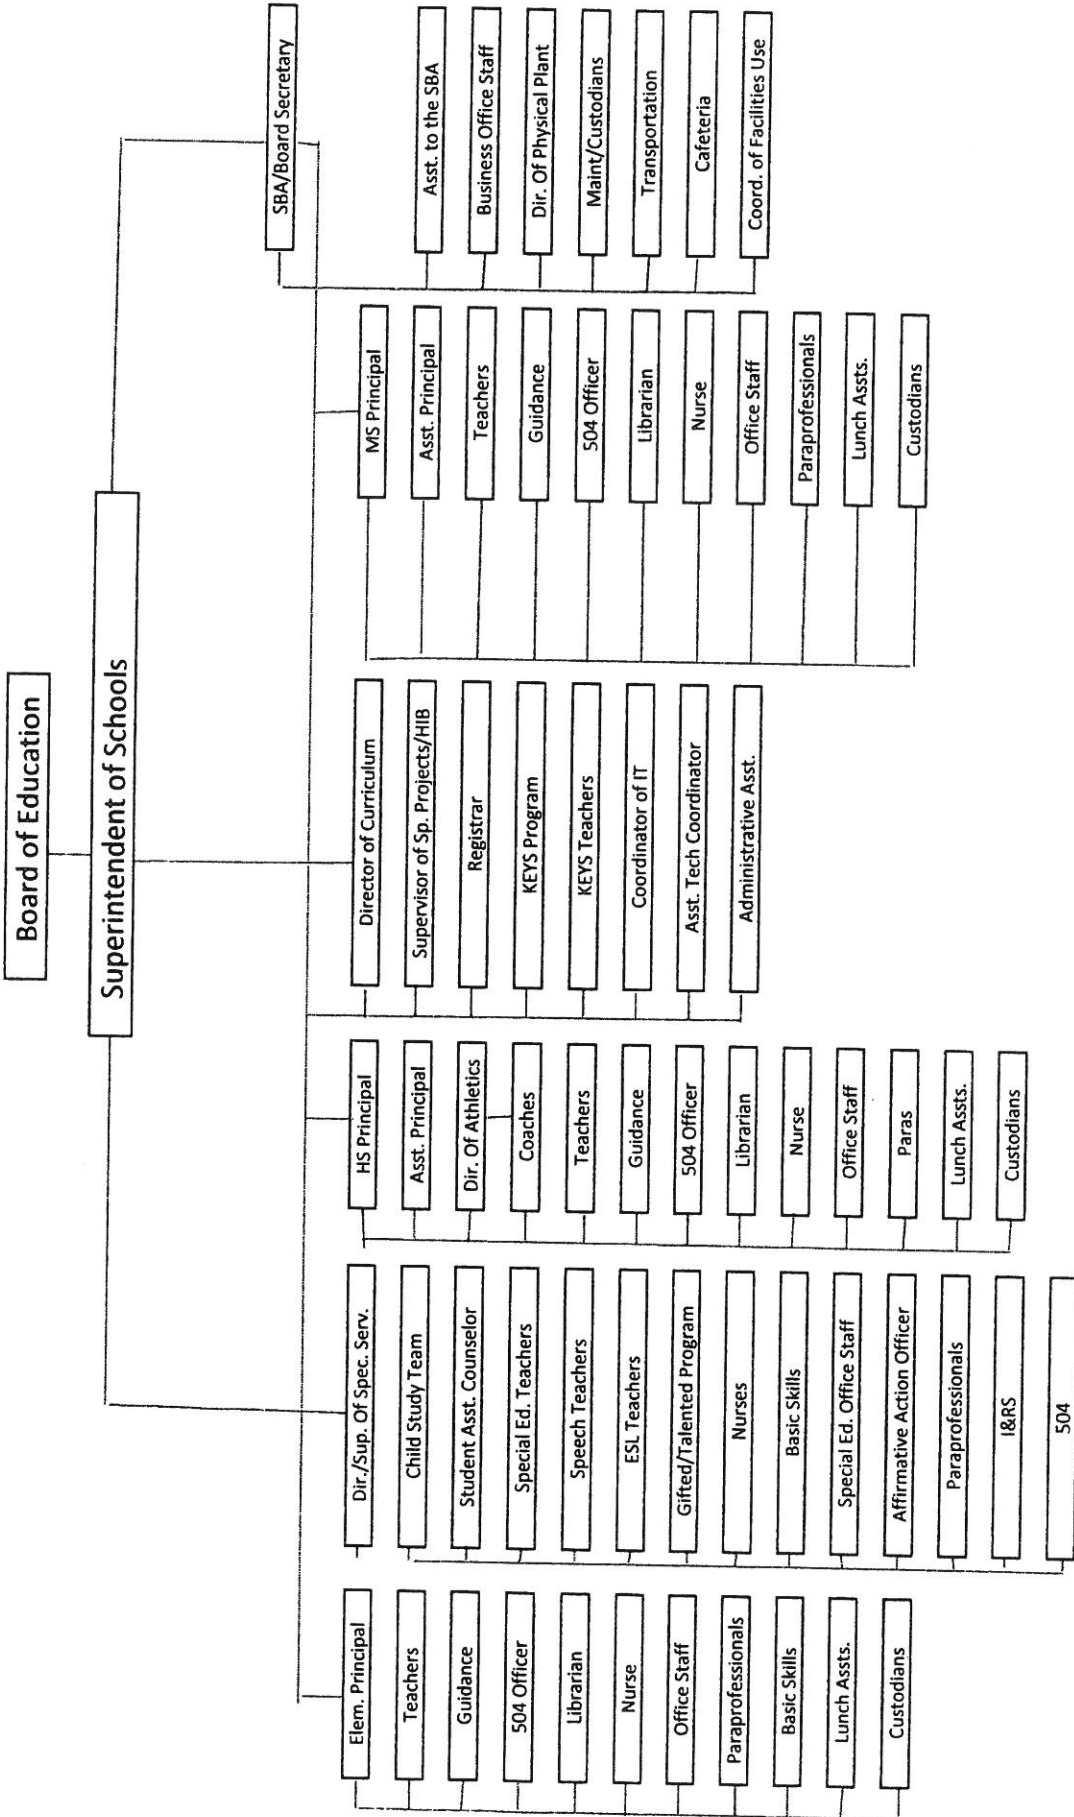 Board of Education
Superintendent of Schools
SBA/Board Secretary
Elem. Principal
Teachers
Guidance
504 Officer
Librarian
Nurse
Office Staff
Paraprofessionals
Basic Skills
Lunch Assts.
Custodians
Dir./Sup. Of Spec. Serv.
Child Study Team
Student Asst. Counselor
Special Ed. Teachers
Speech Teachers
ESL Teachers
Gifted/Talented Program
Nurses
Basic Skills
Special Ed. Office Staff
Affirmative Action Officer
Paraprofessionals
I&RS
504
HS Principal
Asst. Principal
Dir. Of Athletics
Coaches
Teachers
Guidance
504 Officer
Librarian
Nurse
Office Staff
Paras
Lunch Assts.
Custodians
Director of Curriculum
Supervisor of Sp. Projects/HIB
Registrar
KEYS Program
KEYS Teachers
Coordinator of IT
Asst. Tech Coordinator
Administrative Asst.
MS Principal
Asst. Principal
Teachers
Guidance
504 Officer
Librarian
Nurse
Office Staff
Paraprofessionals
Lunch Assts.
Custodians
Asst. to the SBA
Business Office Staff
Dir. Of Physical Plant
Maint/Custodians
Transportation
Cafeteria
Coord. of Facilities Use